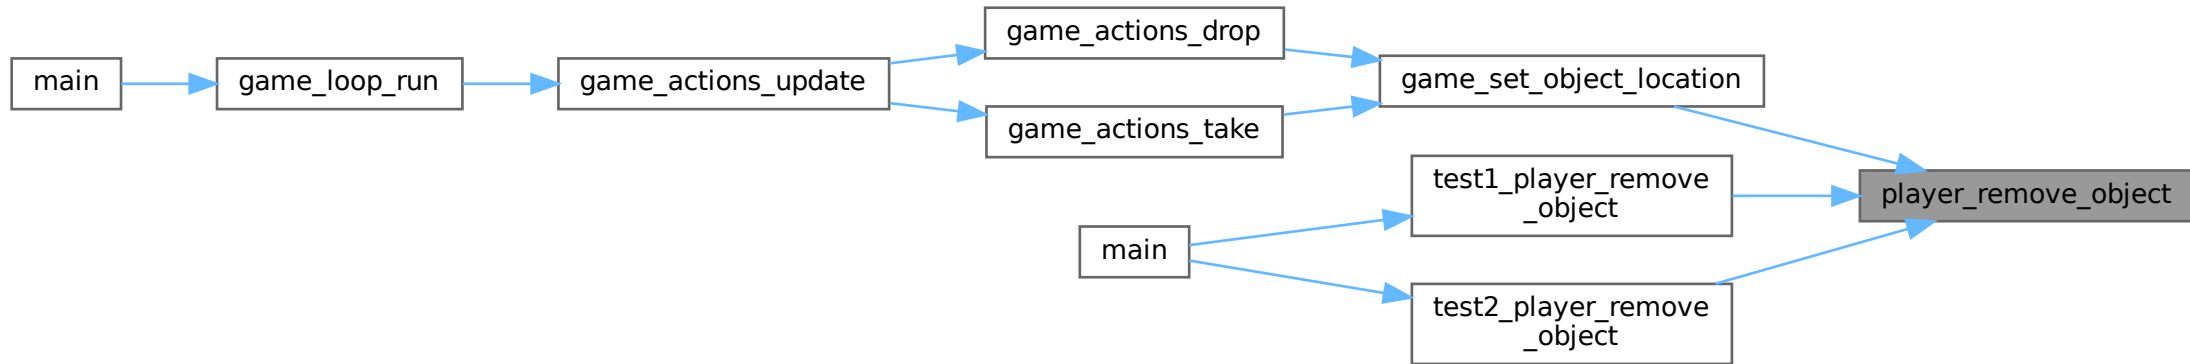 main
game_loop_run
game_actions_update
game_actions_drop
game_actions_take
game_set_object_location
test1_player_remove
_object
main
test2_player_remove
_object
player_remove_object